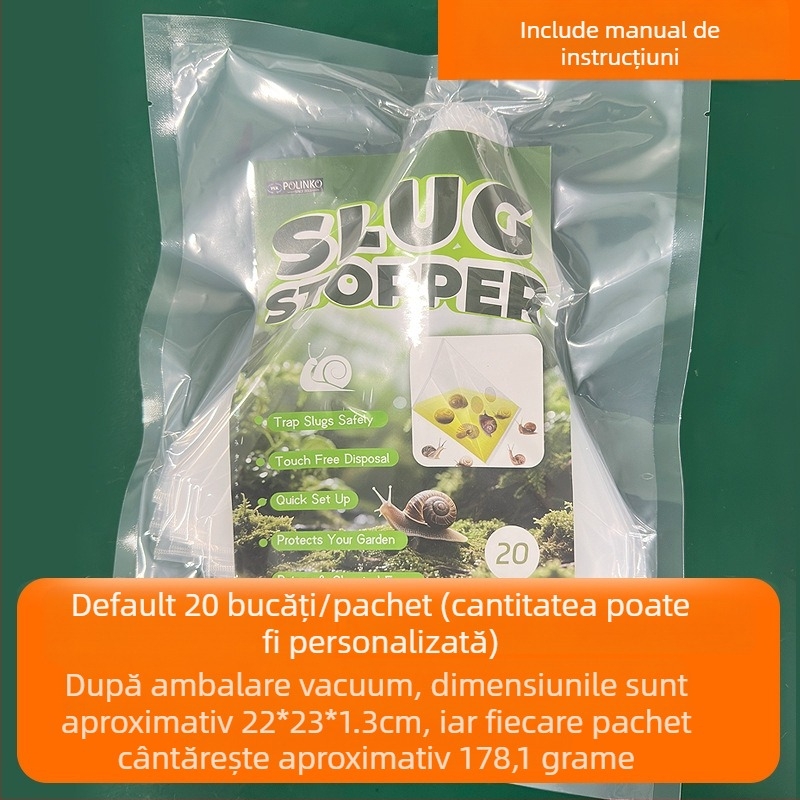 Include manual de
instrucțiuni
POLINKO
SLUG
STOPPER
Trap Slugs Safety
Touch Free Disposal
Quick Set Up
Protects Your Garden
20
Default 20 bucăți/pachet (cantitatea poate
fi personalizată)
După ambalare vacuum, dimensiunile sunt
aproximativ 22*23*1.3cm, iar fiecare pachet
cântărește aproximativ 178,1 grame